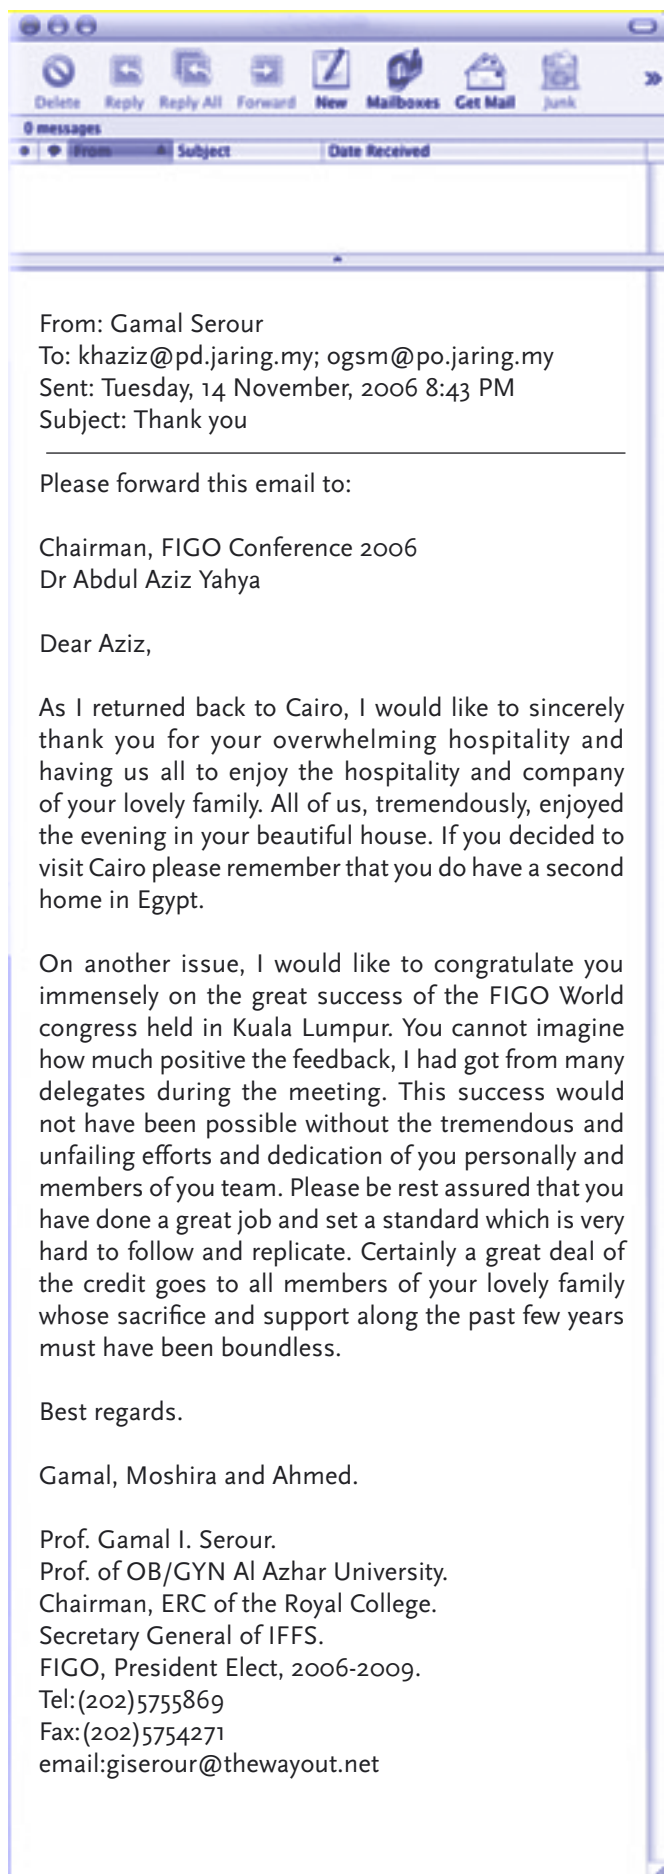 Delete Reply Reply All Forward New Mailboxes Get Mail Junk
0 messages
From Subject Date Received
From: Gamal Serour
To: khaziz@pd.jaring.my; ogsm@po.jaring.my
Sent: Tuesday, 14 November, 2006 8:43 PM
Subject: Thank you
Please forward this email to:
Chairman, FIGO Conference 2006
Dr Abdul Aziz Yahya
Dear Aziz,
As I returned back to Cairo, I would like to sincerely
thank you for your overwhelming hospitality and
having us all to enjoy the hospitality and company
of your lovely family. All of us, tremendously, enjoyed
the evening in your beautiful house. If you decided to
visit Cairo please remember that you do have a second
home in Egypt.
On another issue, I would like to congratulate you
immensely on the great success of the FIGO World
congress held in Kuala Lumpur. You cannot imagine
how much positive the feedback, I had got from many
delegates during the meeting. This success would
not have been possible without the tremendous and
unfailing efforts and dedication of you personally and
members of you team. Please be rest assured that you
have done a great job and set a standard which is very
hard to follow and replicate. Certainly a great deal of
the credit goes to all members of your lovely family
whose sacrifice and support along the past few years
must have been boundless.
Best regards.
Gamal, Moshira and Ahmed.
Prof. Gamal I. Serour.
Prof. of OB/GYN Al Azhar University.
Chairman, ERC of the Royal College.
Secretary General of IFFS.
FIGO, President Elect, 2006-2009.
Tel:(202)5755869
Fax:(202)5754271
email:giserour@thewayout.net